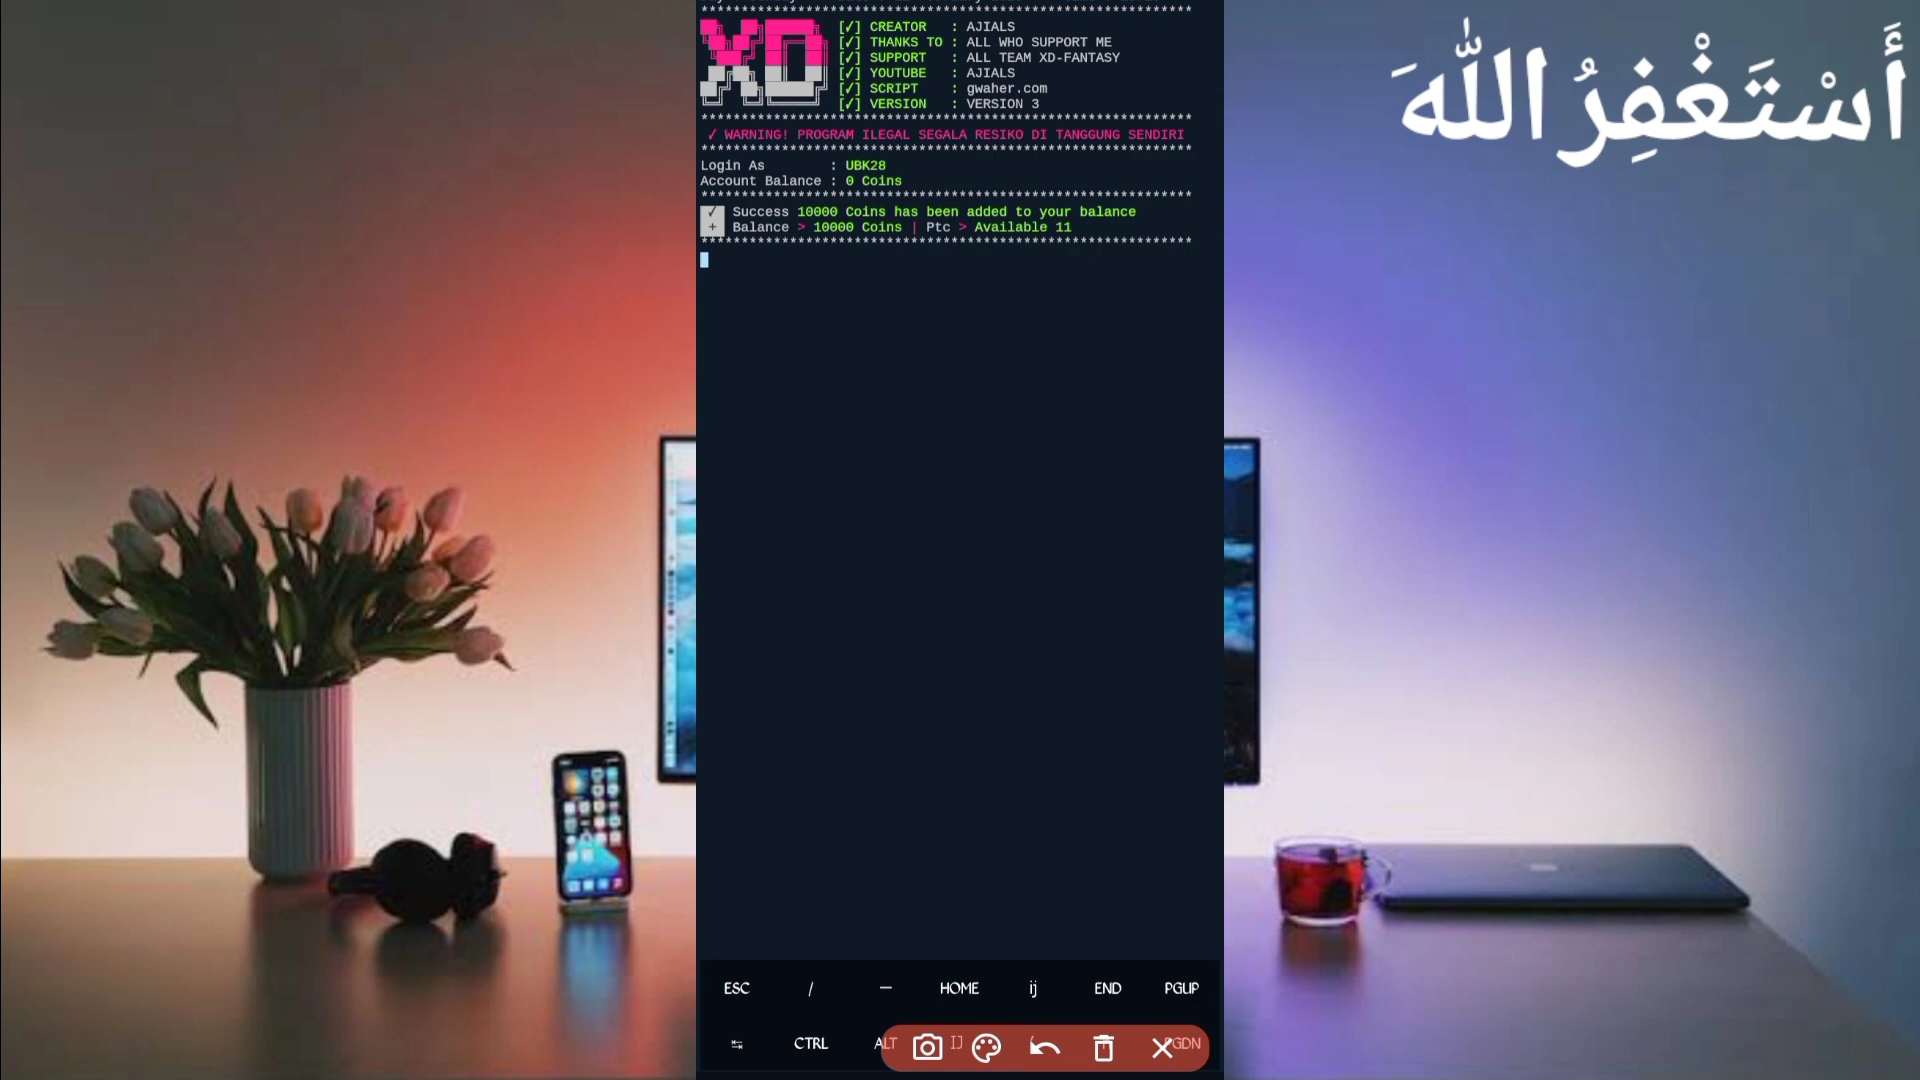 ***********************************************************
[✓] CREATOR : AJIALS
[✓] THANKS TO : ALL WHO SUPPORT ME
[✓] SUPPORT : ALL TEAM XD-FANTASY
[✓] YOUTUBE : AJIALS
[✓] SCRIPT : gwaher.com
[✓] VERSION : VERSION 3
XD
***********************************************************
✓ WARNING! PROGRAM ILEGAL SEGALA RESIKO DI TANGGUNG SENDIRI
***********************************************************
Login As : UBK28
Account Balance : 0 Coins
***********************************************************
✓ Success 10000 Coins has been added to your balance
+ Balance > 10000 Coins | Ptc > Available 11
***********************************************************
أَسْتَغْفِرُ اللّٰهَ
ESC / — HOME ij END PGUP
⇆ CTRL ALT PGDN